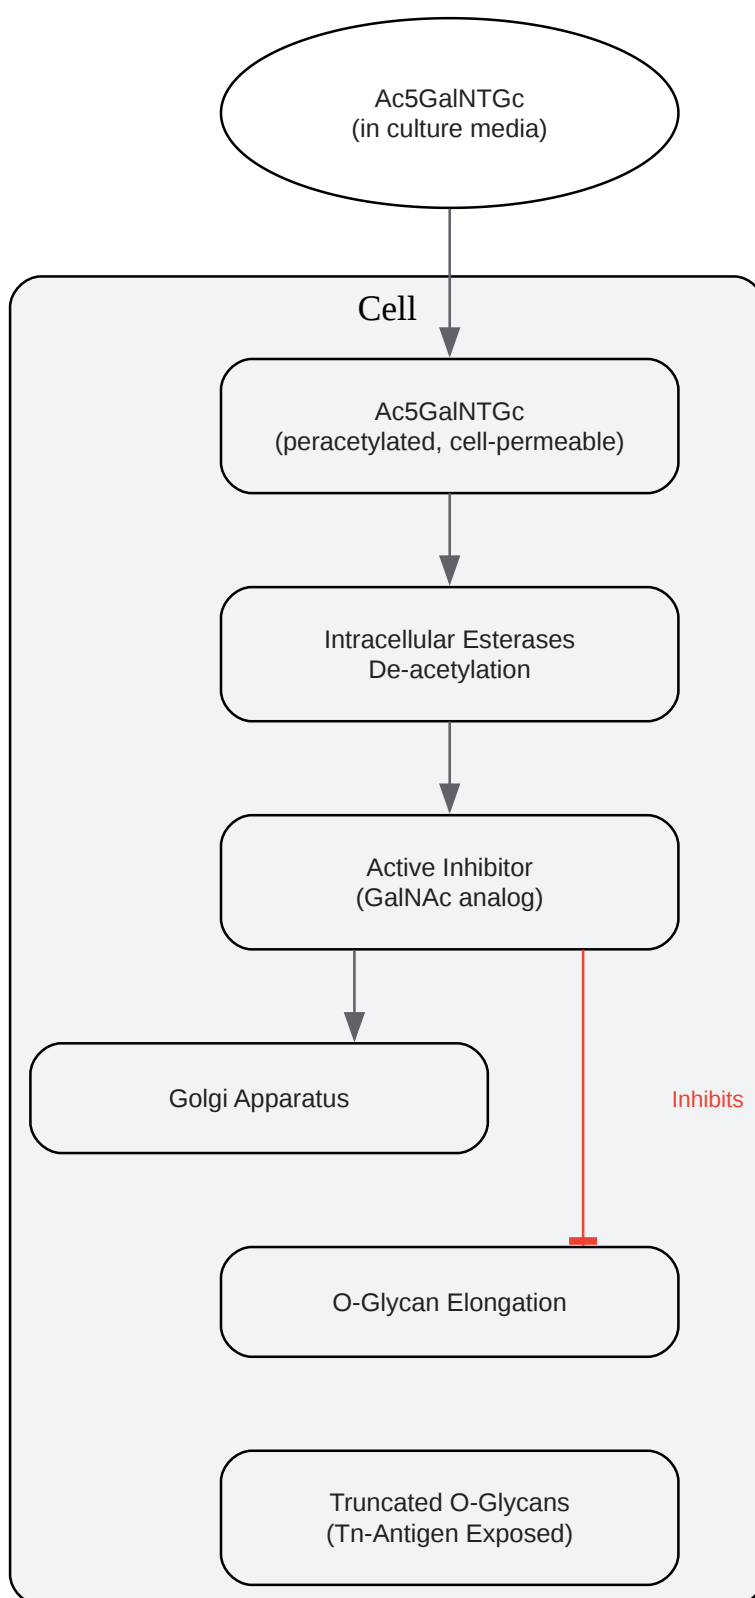 Ac5GalNTGc
(in culture media)
Cell
Ac5GalNTGc
(peracetylated, cell-permeable)
Intracellular Esterases
De-acetylation
Active Inhibitor
(GalNAc analog)
Golgi Apparatus
Inhibits
O-Glycan Elongation
Truncated O-Glycans
(Tn-Antigen Exposed)